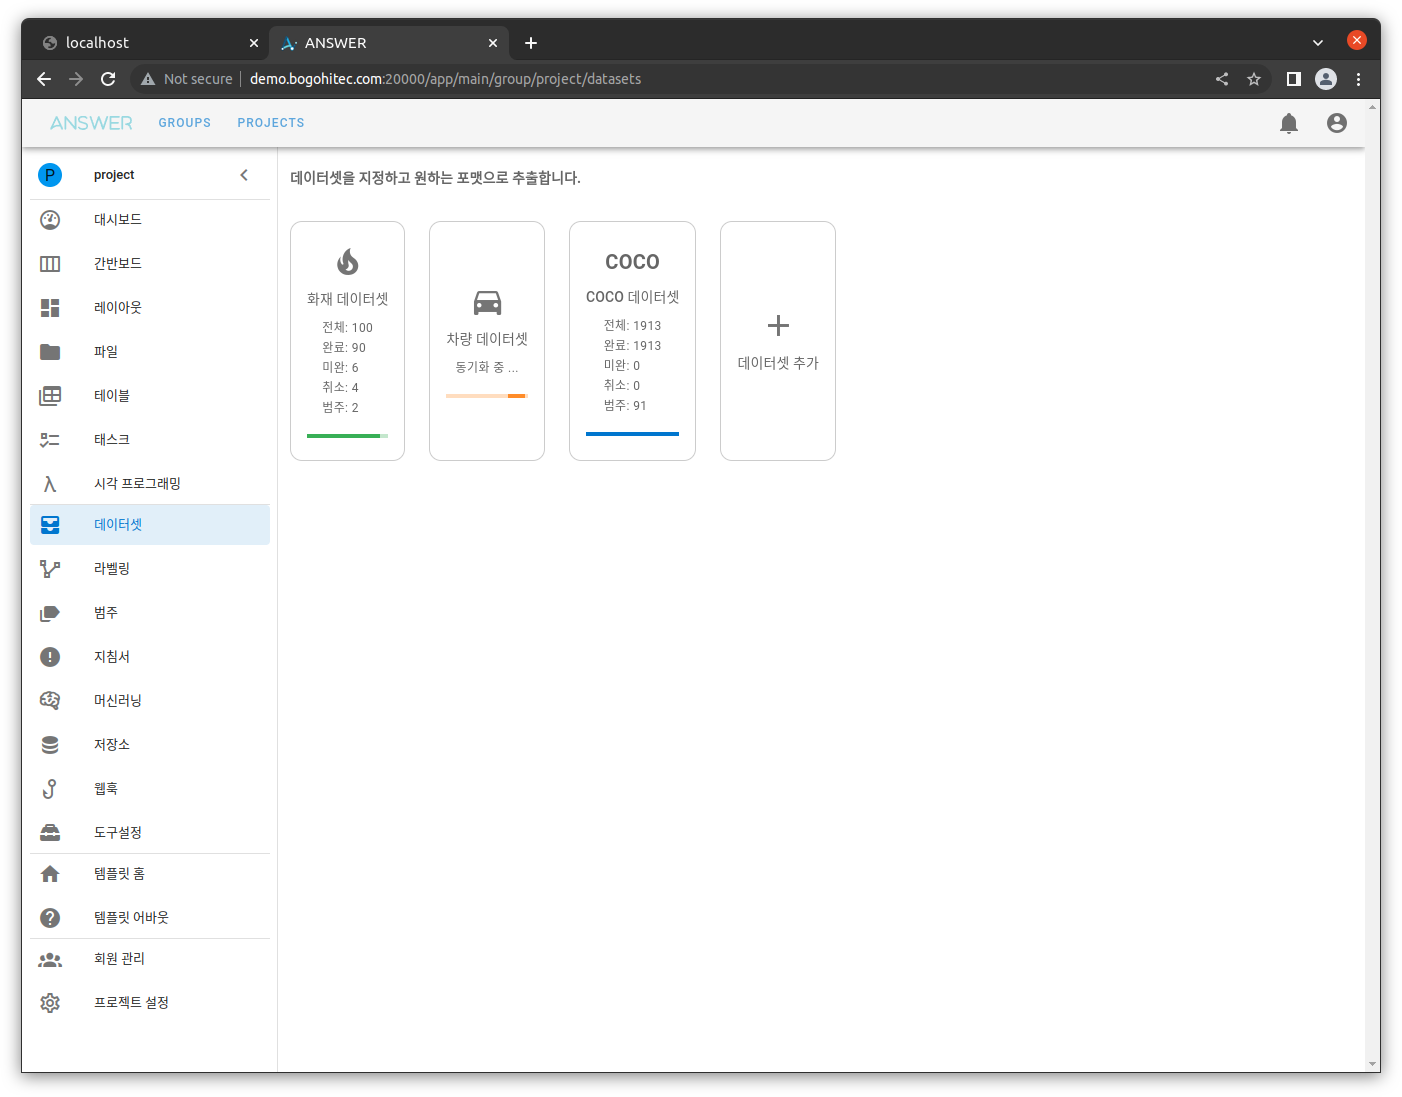 localhost
ANSWER
Not secure
demo.bogohitec.com:20000/app/main/group/project/datasets
ANSWER
GROUPS
PROJECTS
P
project
대시보드
간반보드
레이아웃
파일
테이블
태스크
시각 프로그래밍
데이터셋
라벨링
범주
지침서
머신러닝
저장소
웹훅
도구설정
템플릿 홈
템플릿 어바웃
회원 관리
프로젝트 설정
데이터셋을 지정하고 원하는 포맷으로 추출합니다.
화재 데이터셋
전체: 100
완료: 90
미완: 6
취소: 4
범주: 2
차량 데이터셋
동기화 중 ...
COCO
COCO 데이터셋
전체: 1913
완료: 1913
미완: 0
취소: 0
범주: 91
데이터셋 추가